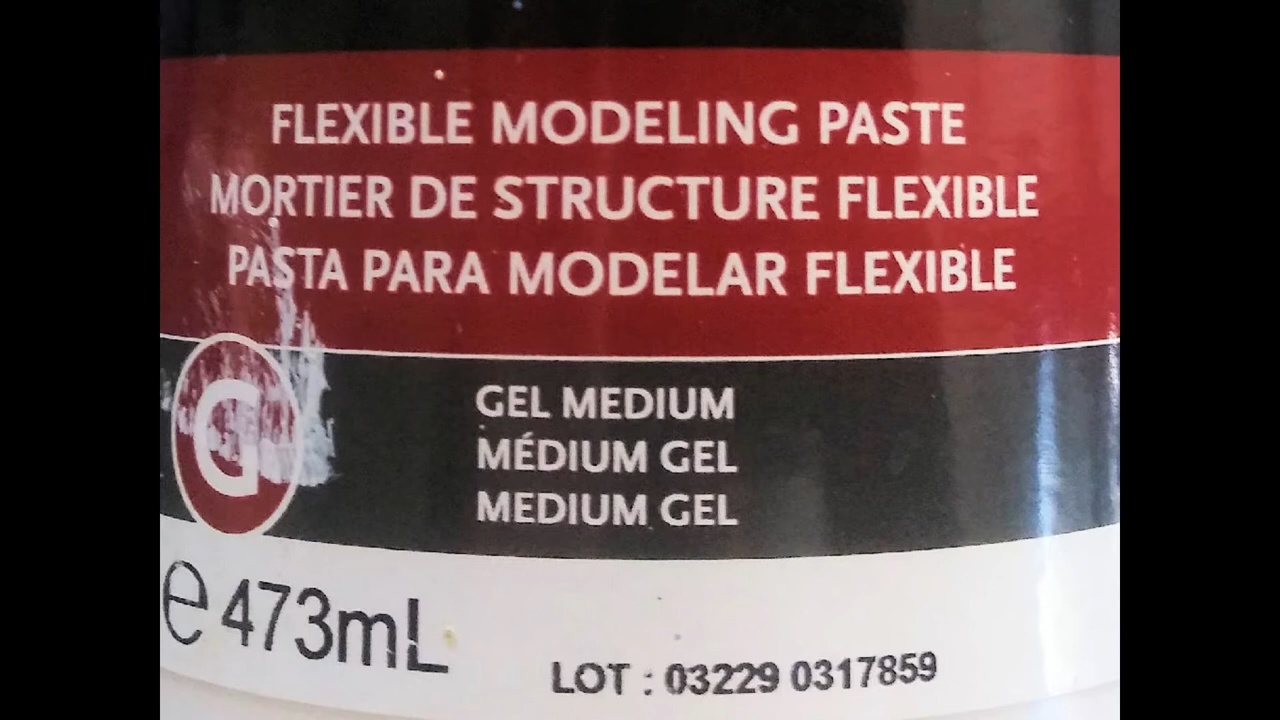 FLEXIBLE MODELING PASTE
MORTIER DE STRUCTURE FLEXIBLE
PASTA PARA MODELAR FLEXIBLE
G
GEL MEDIUM
MÉDIUM GEL
MEDIUM GEL
e 473mL
LOT : 03229 0317859